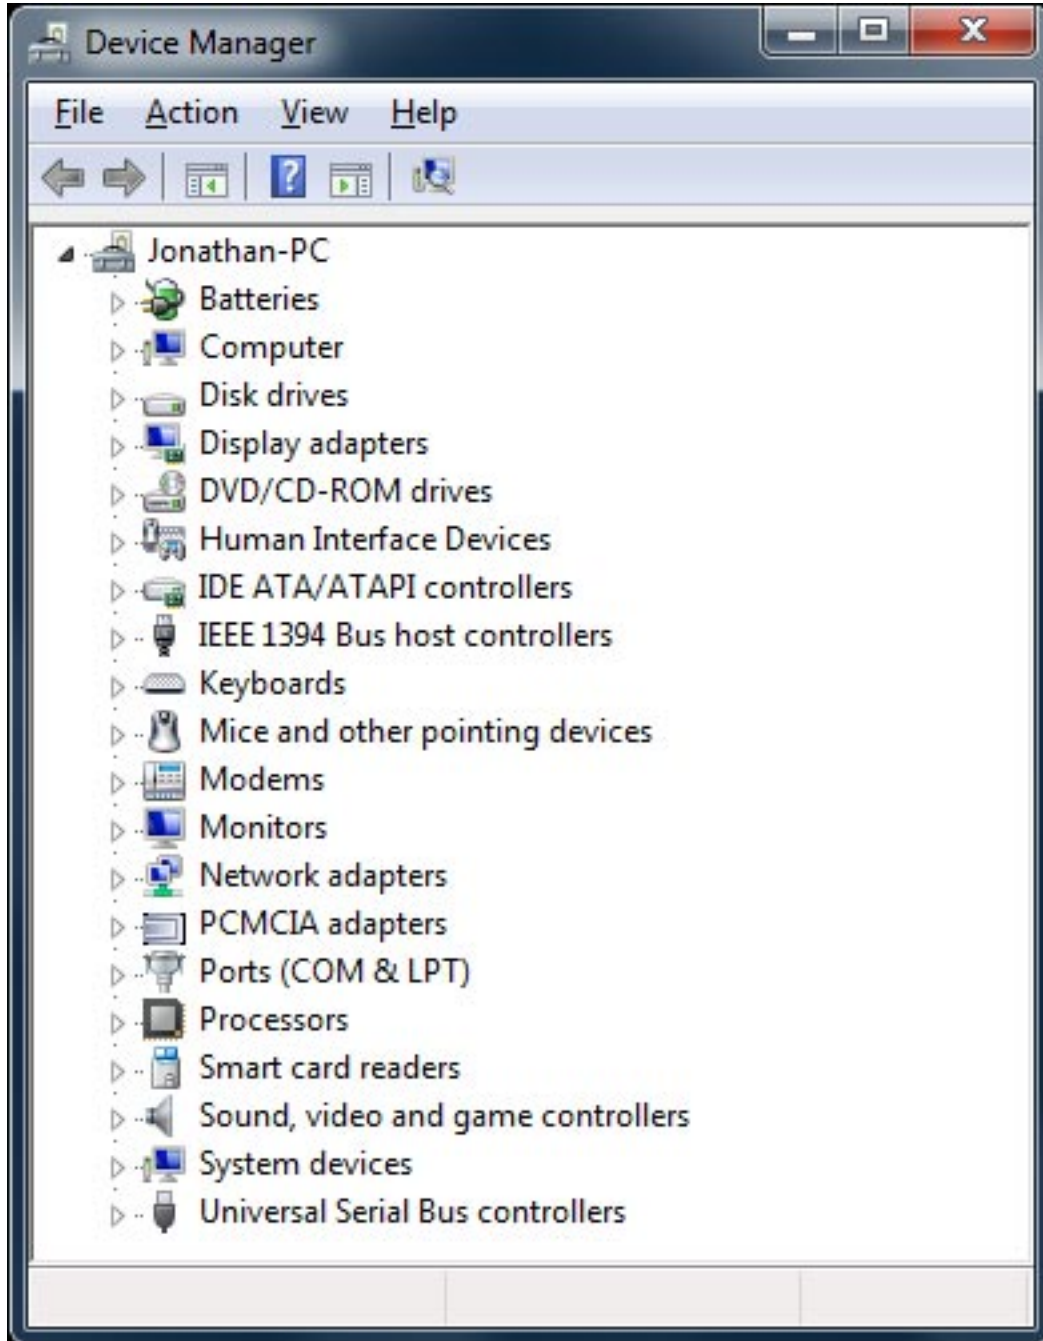 Device Manager
File Action View Help
Jonathan-PC
Batteries
Computer
Disk drives
Display adapters
DVD/CD-ROM drives
Human Interface Devices
IDE ATA/ATAPI controllers
IEEE 1394 Bus host controllers
Keyboards
Mice and other pointing devices
Modems
Monitors
Network adapters
PCMCIA adapters
Ports (COM & LPT)
Processors
Smart card readers
Sound, video and game controllers
System devices
Universal Serial Bus controllers